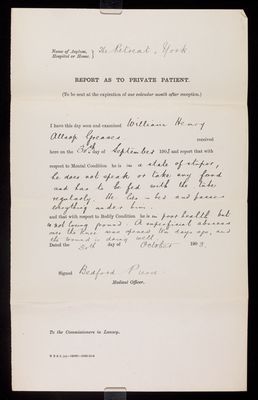 Name of Asylum,
Hospital or House.
The Retreat, York
REPORT AS TO PRIVATE PATIENT.
(To be sent at the expiration of one calendar month after reception.)
I have this day seen and examined William Henry
Allsop received
here on the 30th day of September 1903 and report that with
respect to Mental Condition he is in a state of stupor,
he does not speak or take any food
and has to be fed with the tube
regularly. He lies in bed and passes
everything under him.
and that with respect to Bodily Condition he is in poor health but
is not losing ground. A superficial abscess
over the knee was opened ten days ago, and
the wound is doing well.
Dated the 30th day of October 1903.
Signed Bedford Pierce
Medical Officer.
To the Commissioners in Lunacy.